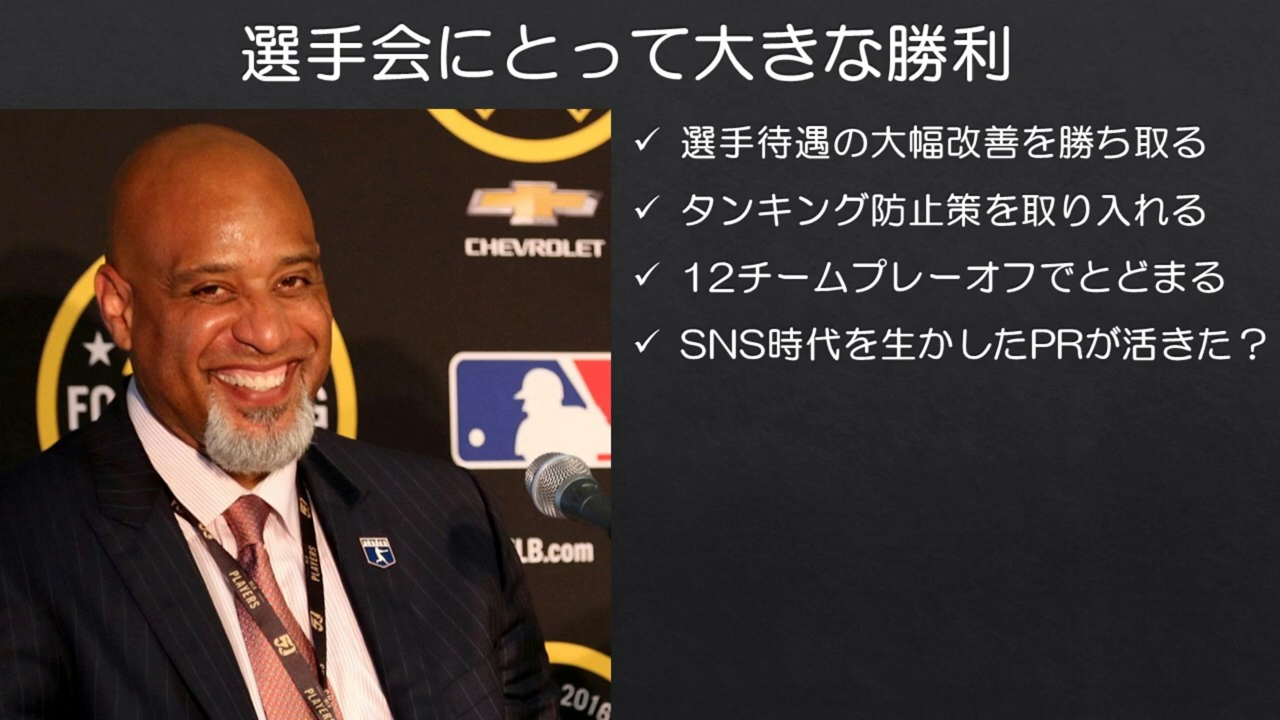 選手会にとって大きな勝利
選手待遇の大幅改善を勝ち取る
タンキング防止策を取り入れる
12チームプレーオフでとどまる
SNS時代を生かしたPRが活きた？
CHEVROLET
LB.com
PLAYERS
PLAYERS
2016